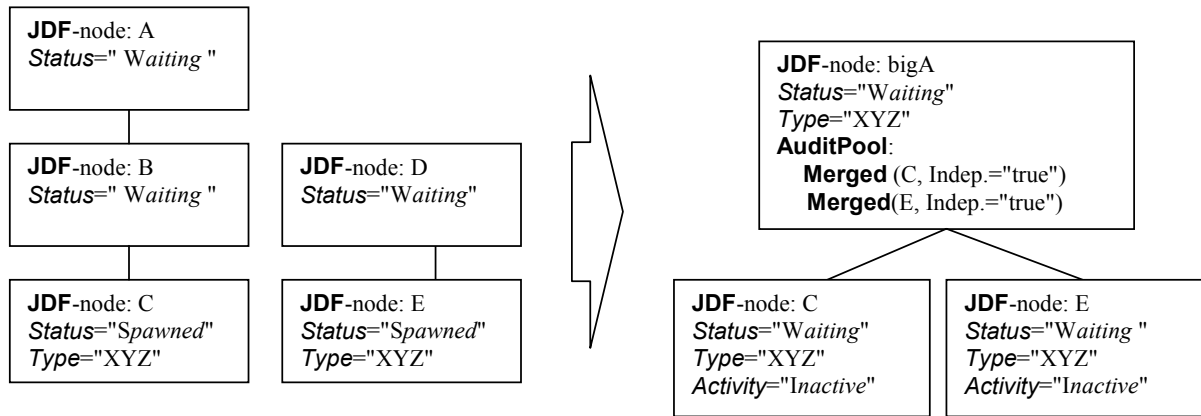 JDF-node: A
Status=" Waiting "
JDF-node: B
Status=" Waiting "
JDF-node: C
Status="Spawned"
Type="XYZ"
JDF-node: D
Status="Waiting"
JDF-node: E
Status="Spawned"
Type="XYZ"
JDF-node: bigA
Status="Waiting"
Type="XYZ"
AuditPool:
Merged (C, Indep.="true")
Merged(E, Indep.="true")
JDF-node: C
Status="Waiting"
Type="XYZ"
Activity="Inactive"
JDF-node: E
Status="Waiting "
Type="XYZ"
Activity="Inactive"